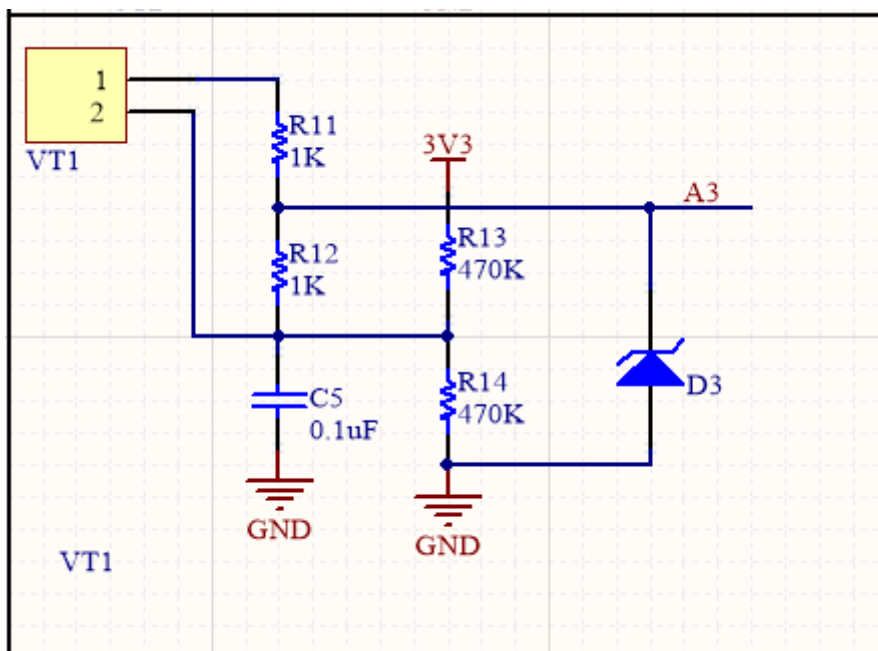 1
2
VT1
R11
1K
3V3
A3
R12
1K
R13
470K
C5
0.1uF
R14
470K
D3
GND
GND
VT1